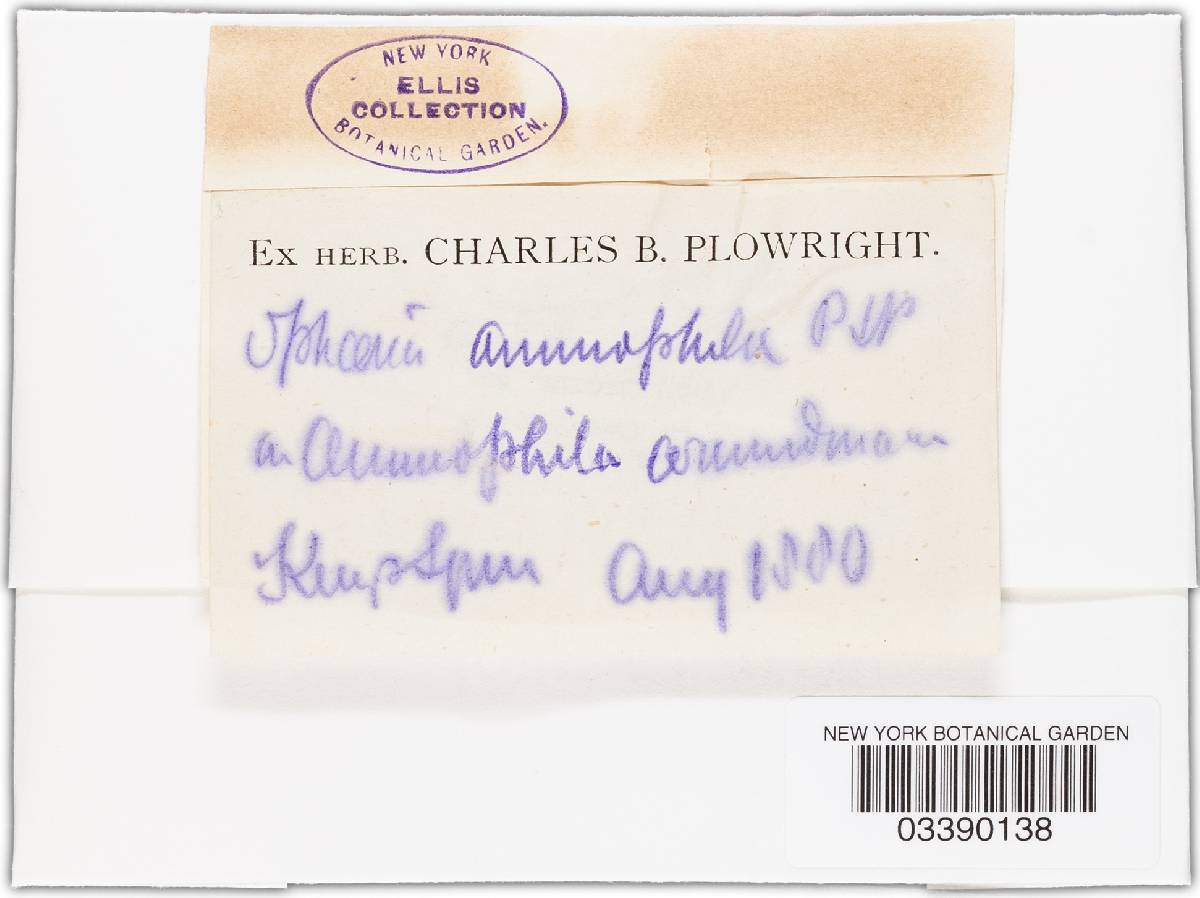 NEW YORK
ELLIS
COLLECTION
BOTANICAL GARDEN.
EX HERB. CHARLES B. PLOWRIGHT.
Sphaeria ammophila P &P
on Ammophila arundinacea
Aug 1880
NEW YORK BOTANICAL GARDEN
03390138